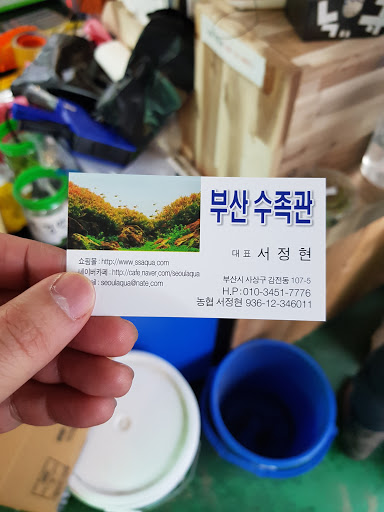 부산 수족관
대표 서 정 현
쇼핑몰 : http://www.ssaqua.com
네이버카페 : http://cafe.naver.com/seoulaqua
mail : seoulaqua@nate.com
부산시 사상구 감전동 107-5
H.P: 010-3451-7776
농협 서정현 936-12-346011